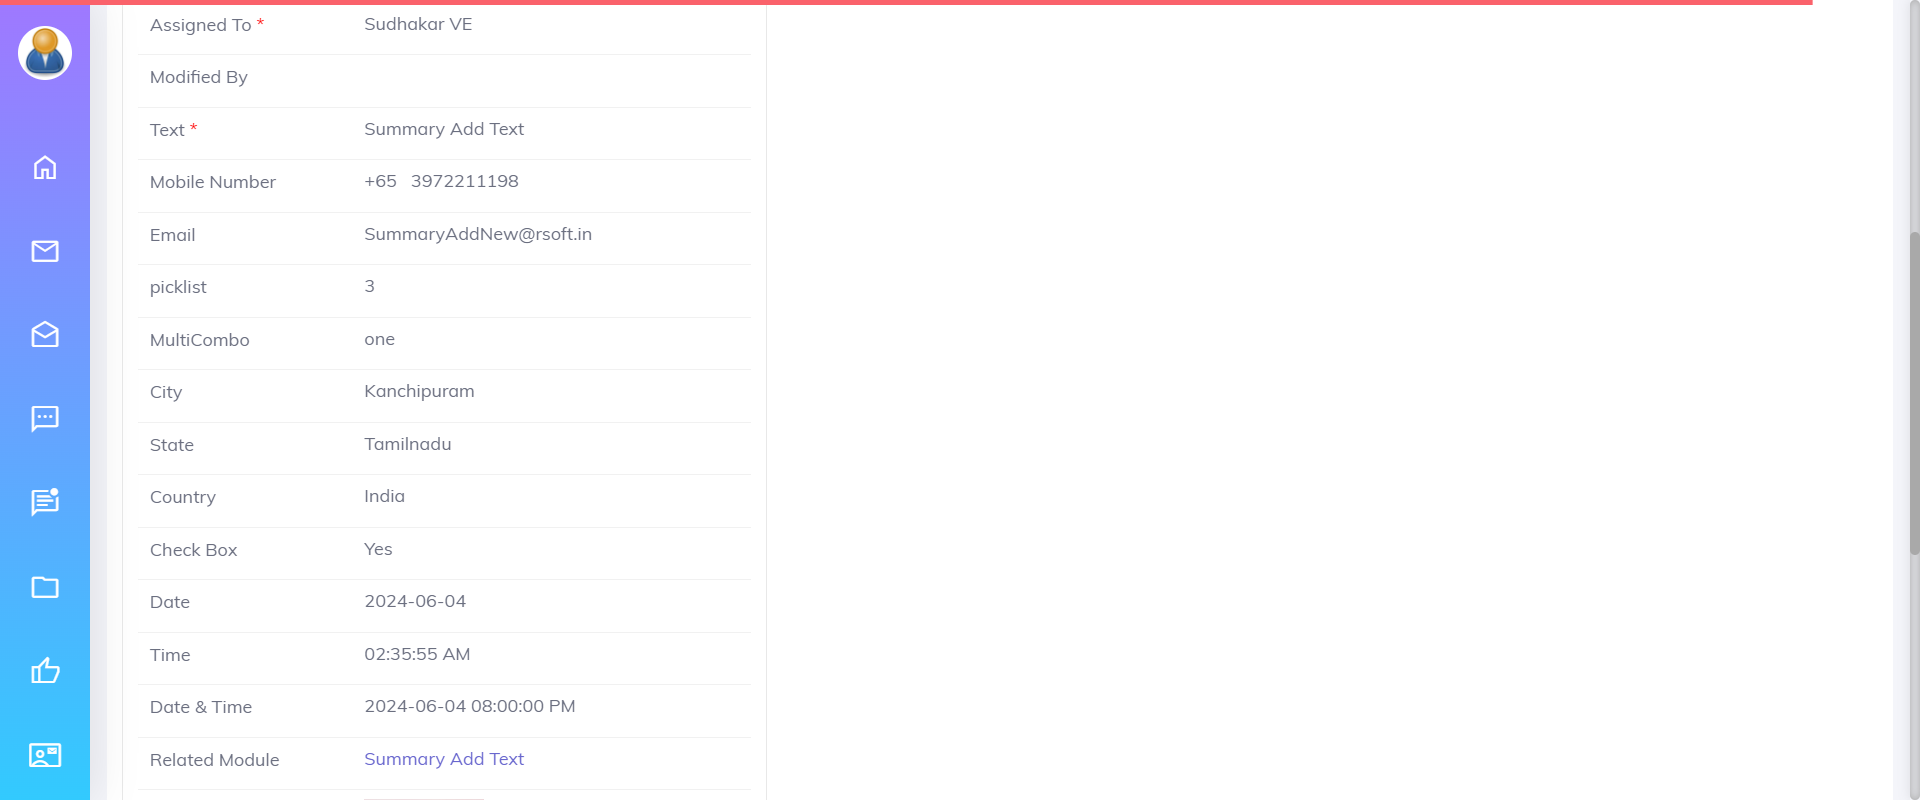 Assigned To * Sudhakar VE
Modified By
Text * Summary Add Text
Mobile Number +65 3972211198
Email SummaryAddNew@rsoft.in
picklist 3
MultiCombo one
City Kanchipuram
State Tamilnadu
Country India
Check Box Yes
Date 2024-06-04
Time 02:35:55 AM
Date & Time 2024-06-04 08:00:00 PM
Related Module Summary Add Text